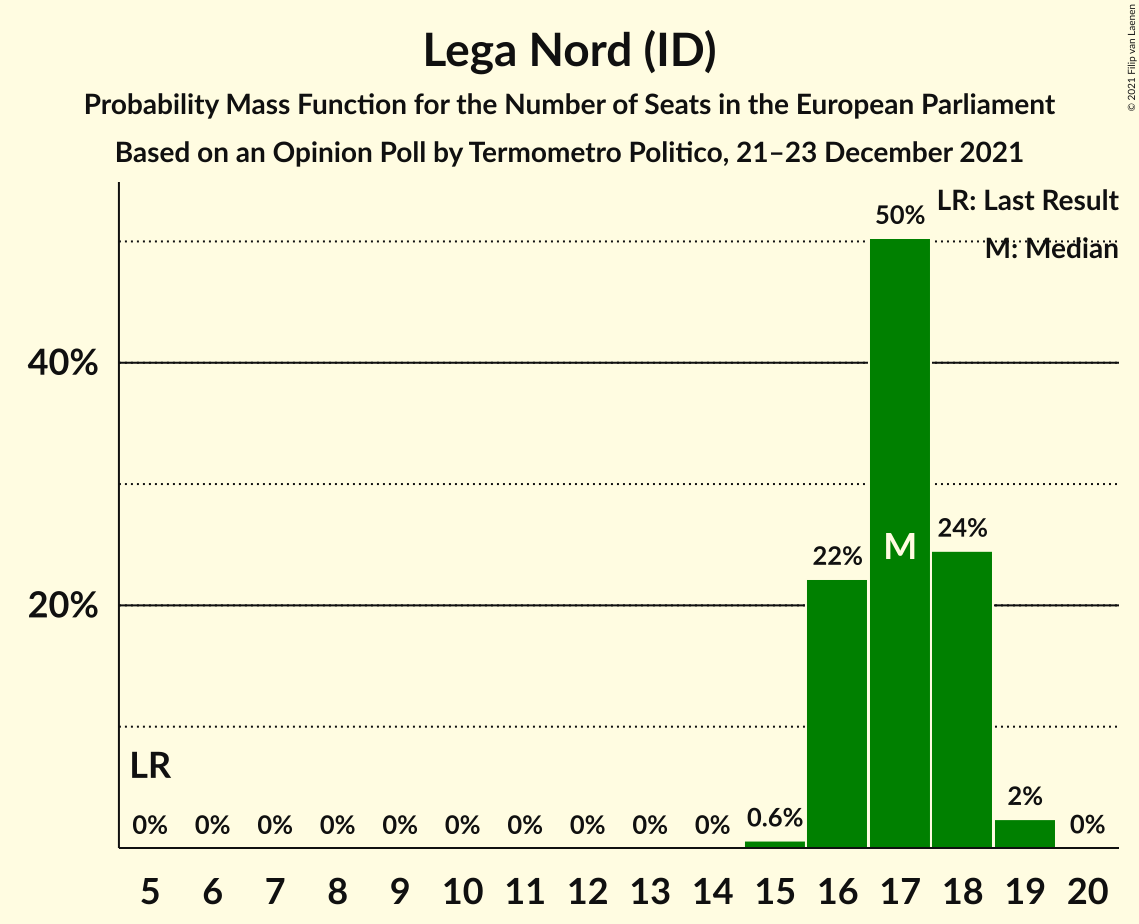 Lega Nord (ID)
Probability Mass Function for the Number of Seats in the European Parliament
Based on an Opinion Poll by Termometro Politico, 21–23 December 2021
© 2021 Filip van Laenen
LR: Last Result
M: Median
50%
40%
24%
22%
M
20%
LR
0% 0% 0% 0% 0% 0% 0% 0% 0% 0% 0.6% 2% 0%
5 6 7 8 9 10 11 12 13 14 15 16 17 18 19 20